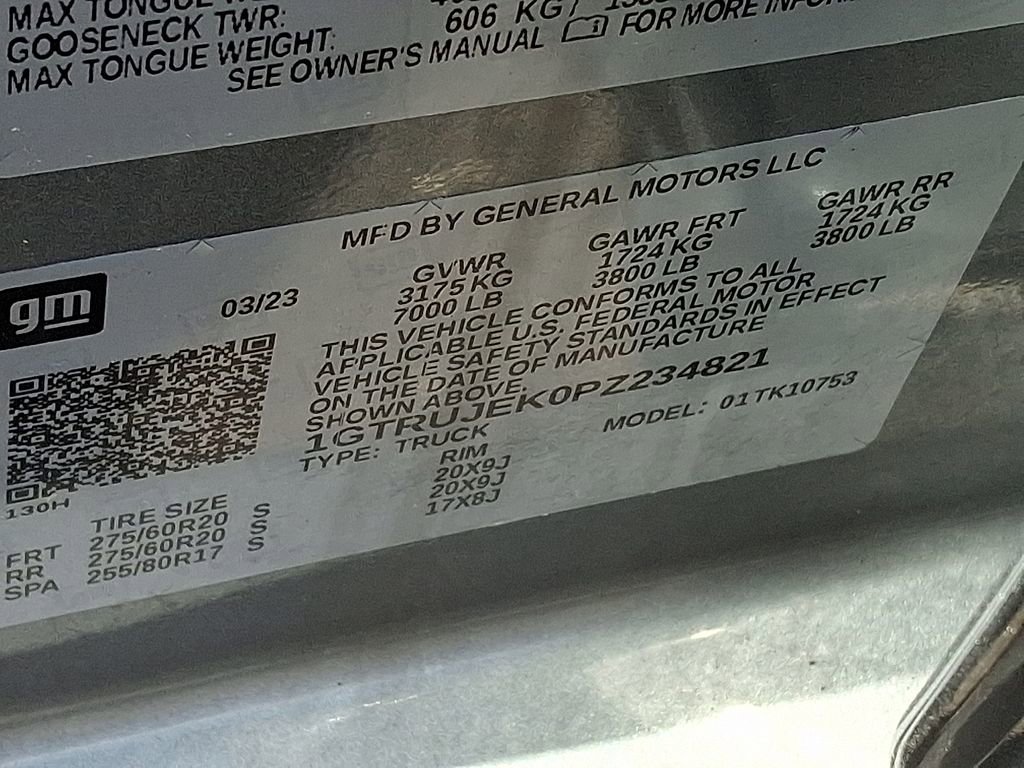 MAX TONGUE
GOOSENECK TWR:
MAX TONGUE WEIGHT: 606 KG/
SEE OWNER'S MANUAL FOR MORE
MFD BY GENERAL MOTORS LLC
gm
03/23
GVWR GAWR FRT GAWR RR
3175 KG 1724 KG 1724 KG
7000 LB 3800 LB 3800 LB
THIS VEHICLE CONFORMS TO ALL
APPLICABLE U.S. FEDERAL MOTOR
VEHICLE SAFETY STANDARDS IN EFFECT
ON THE DATE OF MANUFACTURE
SHOWN ABOVE.
1GTRUJEK0PZ234821
TYPE: TRUCK MODEL: 01TK10753
130H
TIRE SIZE RIM
FRT 275/60R20 S 20X9J
RR 275/60R20 S 20X9J
SPA 255/80R17 S 17X8J